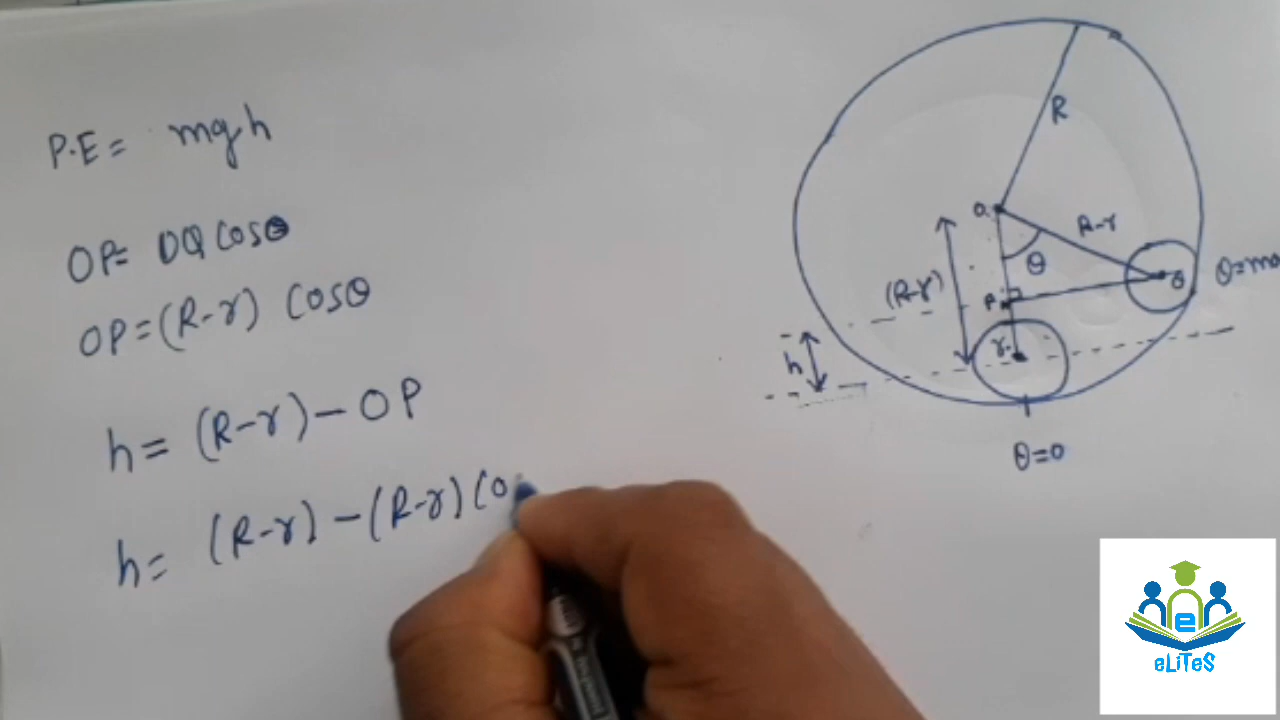 P.E = mgh
OP = OQ Cosθ
OP = (R-r) Cosθ
h = (R-r) - OP
h = (R-r) - (R-r) Co
R
O
R-r
θ
(R-r)
P
Q
r
h
θ=0
e
eLiTeS